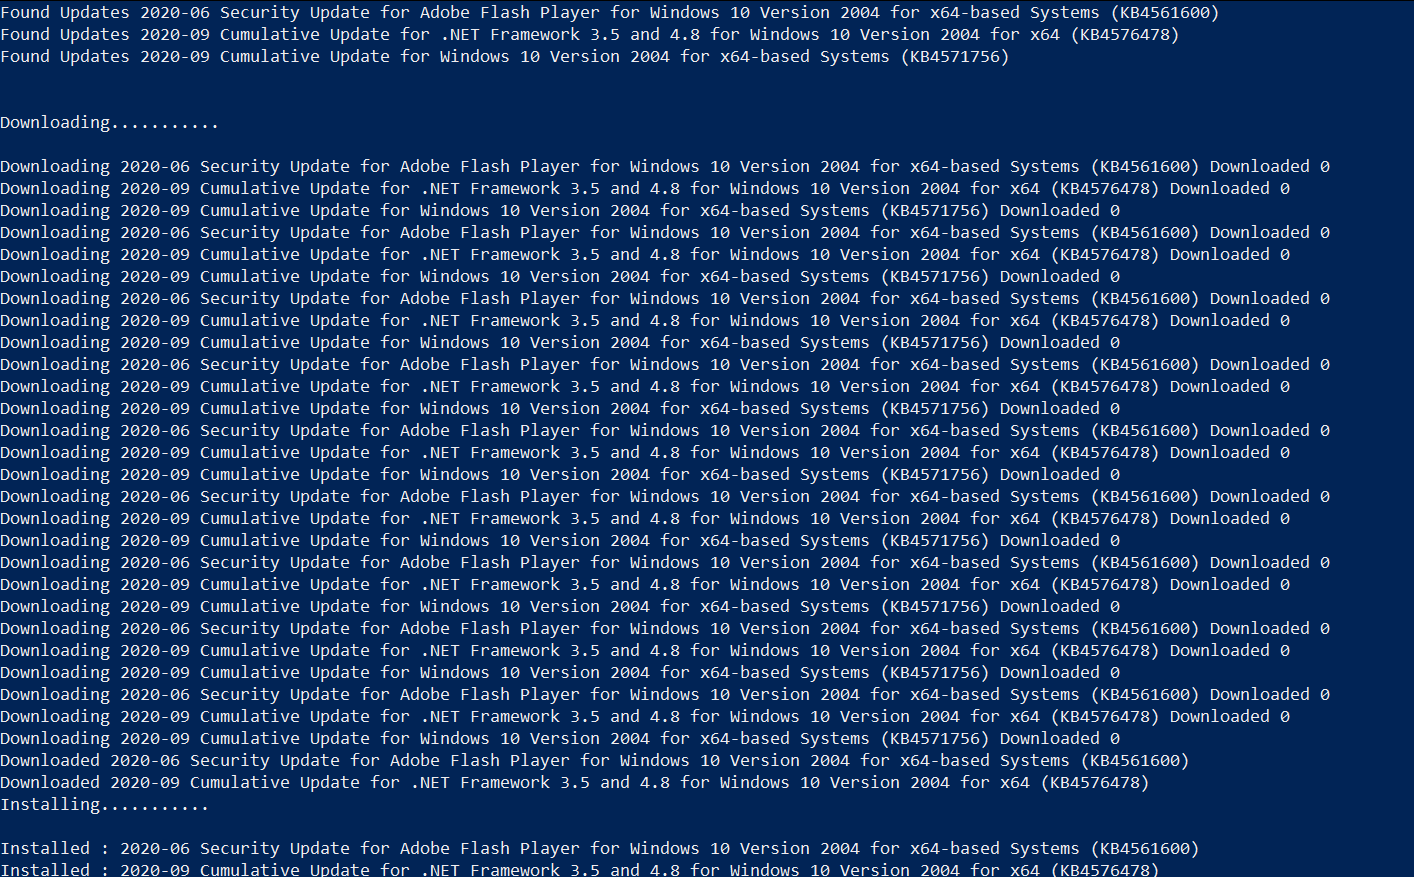 Found Updates 2020-06 Security Update for Adobe Flash Player for Windows 10 Version 2004 for x64-based Systems (KB4561600)
Found Updates 2020-09 Cumulative Update for .NET Framework 3.5 and 4.8 for Windows 10 Version 2004 for x64 (KB4576478)
Found Updates 2020-09 Cumulative Update for Windows 10 Version 2004 for x64-based Systems (KB4571756)
Downloading...........
Downloading 2020-06 Security Update for Adobe Flash Player for Windows 10 Version 2004 for x64-based Systems (KB4561600) Downloaded 0
Downloading 2020-09 Cumulative Update for .NET Framework 3.5 and 4.8 for Windows 10 Version 2004 for x64 (KB4576478) Downloaded 0
Downloading 2020-09 Cumulative Update for Windows 10 Version 2004 for x64-based Systems (KB4571756) Downloaded 0
Downloading 2020-06 Security Update for Adobe Flash Player for Windows 10 Version 2004 for x64-based Systems (KB4561600) Downloaded 0
Downloading 2020-09 Cumulative Update for .NET Framework 3.5 and 4.8 for Windows 10 Version 2004 for x64 (KB4576478) Downloaded 0
Downloading 2020-09 Cumulative Update for Windows 10 Version 2004 for x64-based Systems (KB4571756) Downloaded 0
Downloading 2020-06 Security Update for Adobe Flash Player for Windows 10 Version 2004 for x64-based Systems (KB4561600) Downloaded 0
Downloading 2020-09 Cumulative Update for .NET Framework 3.5 and 4.8 for Windows 10 Version 2004 for x64 (KB4576478) Downloaded 0
Downloading 2020-09 Cumulative Update for Windows 10 Version 2004 for x64-based Systems (KB4571756) Downloaded 0
Downloading 2020-06 Security Update for Adobe Flash Player for Windows 10 Version 2004 for x64-based Systems (KB4561600) Downloaded 0
Downloading 2020-09 Cumulative Update for .NET Framework 3.5 and 4.8 for Windows 10 Version 2004 for x64 (KB4576478) Downloaded 0
Downloading 2020-09 Cumulative Update for Windows 10 Version 2004 for x64-based Systems (KB4571756) Downloaded 0
Downloading 2020-06 Security Update for Adobe Flash Player for Windows 10 Version 2004 for x64-based Systems (KB4561600) Downloaded 0
Downloading 2020-09 Cumulative Update for .NET Framework 3.5 and 4.8 for Windows 10 Version 2004 for x64 (KB4576478) Downloaded 0
Downloading 2020-09 Cumulative Update for Windows 10 Version 2004 for x64-based Systems (KB4571756) Downloaded 0
Downloading 2020-06 Security Update for Adobe Flash Player for Windows 10 Version 2004 for x64-based Systems (KB4561600) Downloaded 0
Downloading 2020-09 Cumulative Update for .NET Framework 3.5 and 4.8 for Windows 10 Version 2004 for x64 (KB4576478) Downloaded 0
Downloading 2020-09 Cumulative Update for Windows 10 Version 2004 for x64-based Systems (KB4571756) Downloaded 0
Downloading 2020-06 Security Update for Adobe Flash Player for Windows 10 Version 2004 for x64-based Systems (KB4561600) Downloaded 0
Downloading 2020-09 Cumulative Update for .NET Framework 3.5 and 4.8 for Windows 10 Version 2004 for x64 (KB4576478) Downloaded 0
Downloading 2020-09 Cumulative Update for Windows 10 Version 2004 for x64-based Systems (KB4571756) Downloaded 0
Downloading 2020-06 Security Update for Adobe Flash Player for Windows 10 Version 2004 for x64-based Systems (KB4561600) Downloaded 0
Downloading 2020-09 Cumulative Update for .NET Framework 3.5 and 4.8 for Windows 10 Version 2004 for x64 (KB4576478) Downloaded 0
Downloading 2020-09 Cumulative Update for Windows 10 Version 2004 for x64-based Systems (KB4571756) Downloaded 0
Downloading 2020-06 Security Update for Adobe Flash Player for Windows 10 Version 2004 for x64-based Systems (KB4561600) Downloaded 0
Downloading 2020-09 Cumulative Update for .NET Framework 3.5 and 4.8 for Windows 10 Version 2004 for x64 (KB4576478) Downloaded 0
Downloading 2020-09 Cumulative Update for Windows 10 Version 2004 for x64-based Systems (KB4571756) Downloaded 0
Downloaded 2020-06 Security Update for Adobe Flash Player for Windows 10 Version 2004 for x64-based Systems (KB4561600)
Downloaded 2020-09 Cumulative Update for .NET Framework 3.5 and 4.8 for Windows 10 Version 2004 for x64 (KB4576478)
Installing...........
Installed : 2020-06 Security Update for Adobe Flash Player for Windows 10 Version 2004 for x64-based Systems (KB4561600)
Installed : 2020-09 Cumulative Update for .NET Framework 3.5 and 4.8 for Windows 10 Version 2004 for x64 (KB4576478)